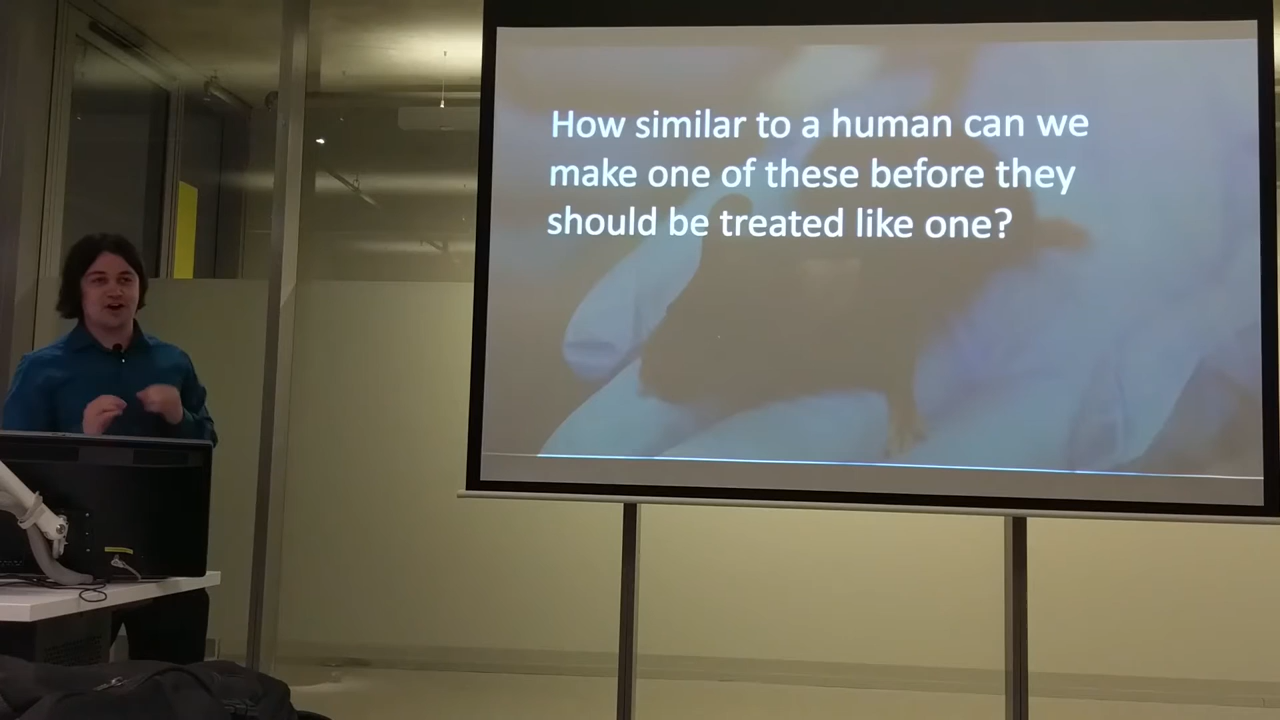 How similar to a human can we
make one of these before they
should be treated like one?